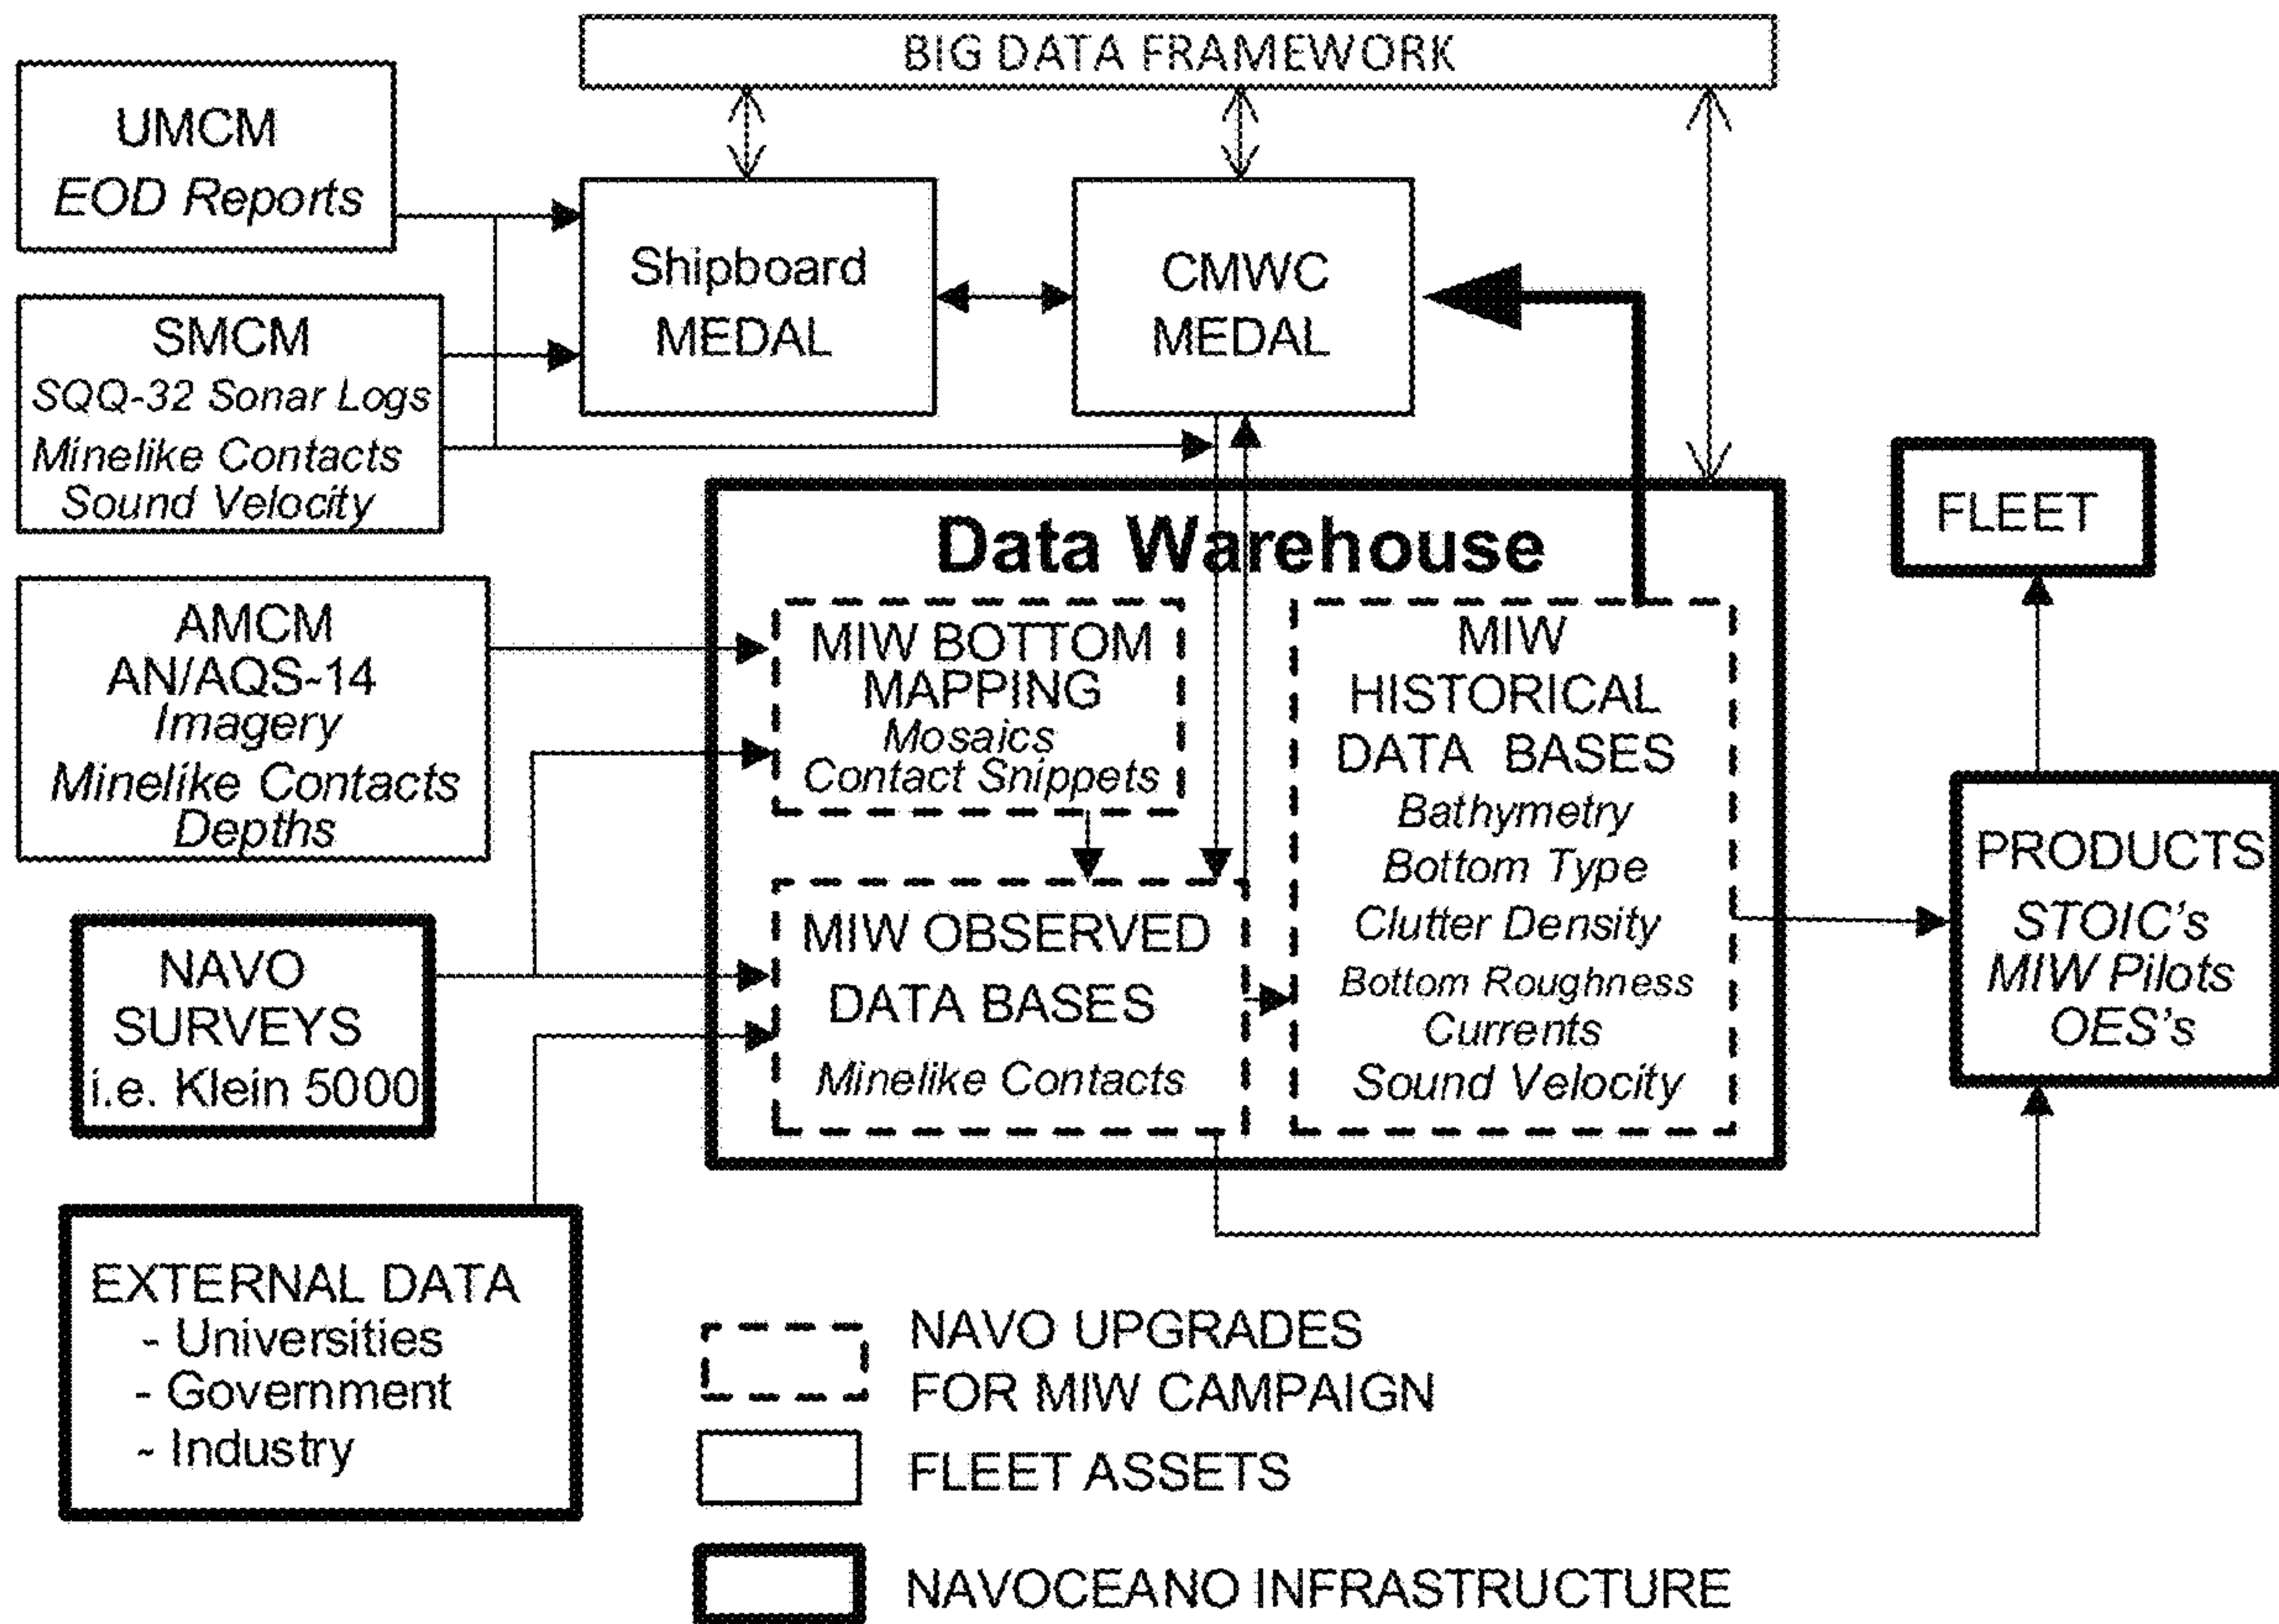 BIG DATA FRAMEWORK
UMCM
EOD Reports
Shipboard
MEDAL
CMWC
MEDAL
SMCM
SQQ-32 Sonar Logs
Minelike Contacts
Sound Velocity
FLEET
Data Warehouse
AMCM
AN/AQS-14
Imagery
Minelike Contacts
Depths
MIW BOTTOM
MAPPING
Mosaics
Contact Snippets
MIW
HISTORICAL
DATA BASES
Bathymetry
Bottom Type
Clutter Density
Bottom Roughness
Currents
Sound Velocity
PRODUCTS
STOIC's
MIW Pilots
OES's
NAVO
SURVEYS
i.e. Klein 5000
MIW OBSERVED
DATA BASES
Minelike Contacts
EXTERNAL DATA
- Universities
- Government
- Industry
NAVO UPGRADES
FOR MIW CAMPAIGN
FLEET ASSETS
NAVOCEANO INFRASTRUCTURE